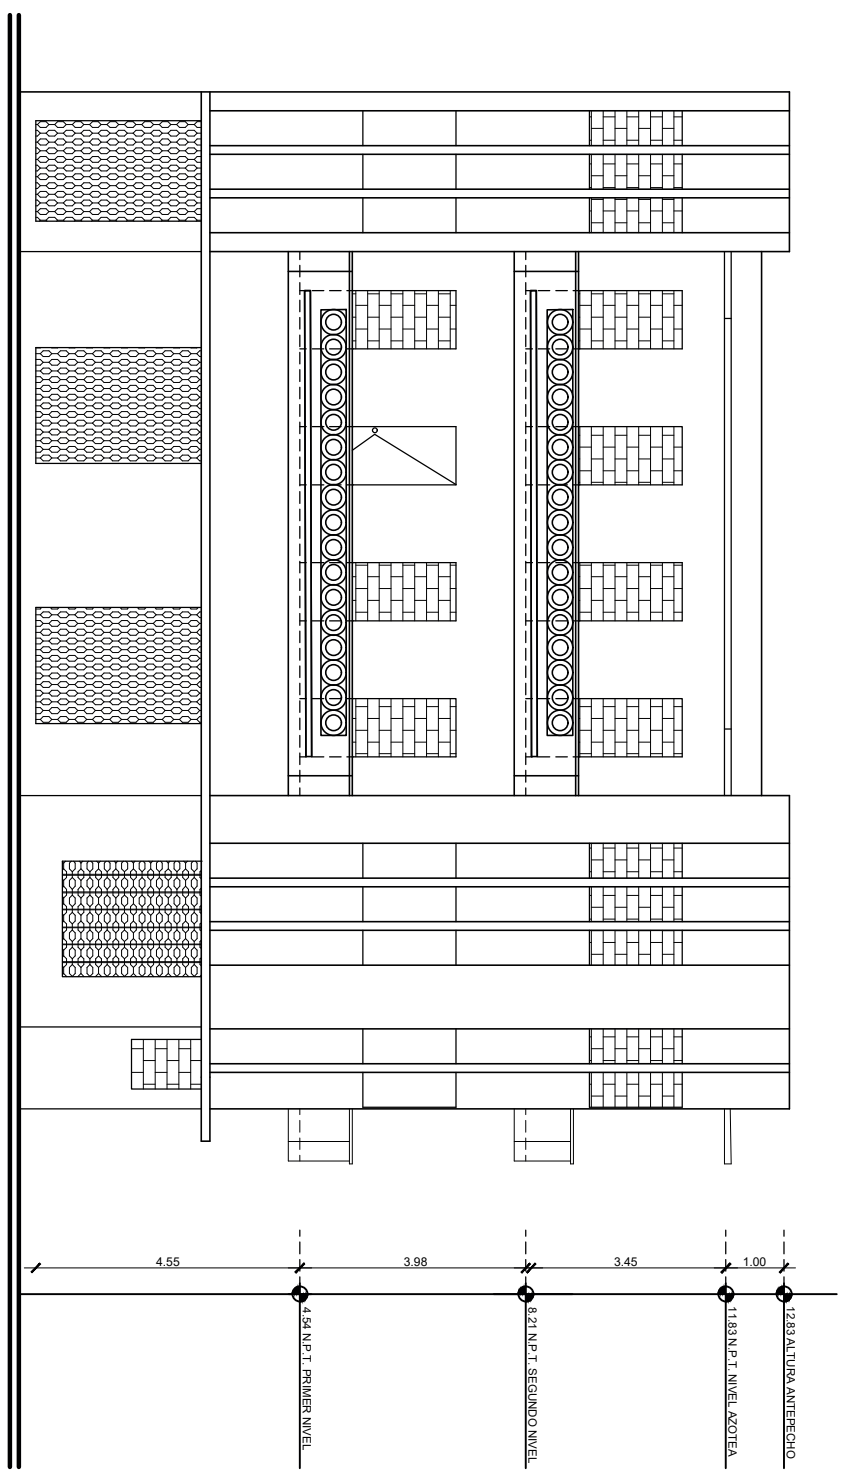 4.55
3.98
3.45
1.00
4.54 N.P.T. PRIMER NIVEL
8.21 N.P.T. SEGUNDO NIVEL
11.83 N.P.T. NIVEL AZOTEA
12.83 ALTURA ANTEPECHO